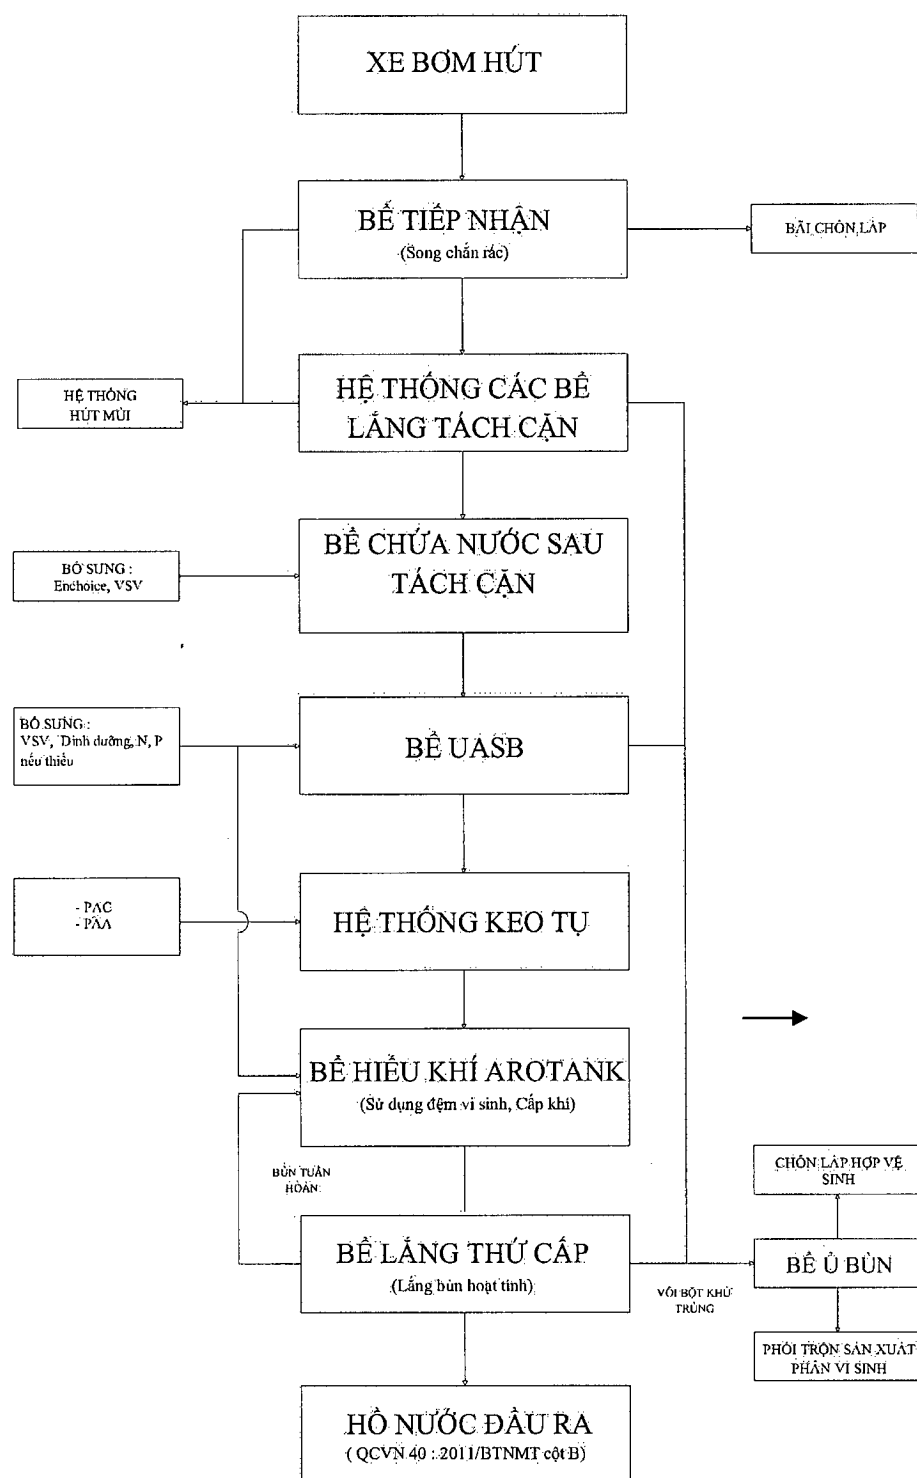 XE BƠM HÚT
BỂ TIẾP NHẬN
(Song chắn rác)
BÃI CHÔN LẤP
HỆ THỐNG CÁC BỂ
LẮNG TÁCH CẶN
HỆ THỐNG
HÚT MÙI
BỂ CHỨA NƯỚC SAU
TÁCH CẶN
BỔ SUNG :
Enchoice, VSV
BỔ SUNG :
VSV, Dinh dưỡng, N, P
nếu thiếu
BỂ UASB
- PAC
- PAA
HỆ THỐNG KEO TỤ
BỂ HIẾU KHÍ AROTANK
(Sử dụng đệm vi sinh, Cấp khí)
BÙN TUẦN
HOÀN
CHÔN LẤP HỢP VỆ
SINH
BỂ LẮNG THỨ CẤP
(Lắng bùn hoạt tính)
BỂ Ủ BÙN
VÔI BỘT KHỬ
TRÙNG
PHỐI TRỘN SẢN XUẤT
PHÂN VI SINH
HỒ NƯỚC ĐẦU RA
( QCVN 40 : 2011/BTNMT cột B)